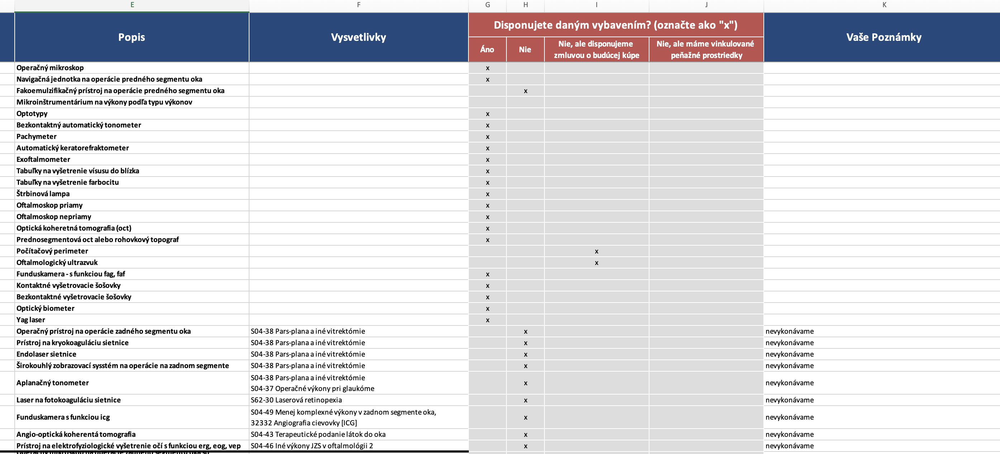 E F G H I J K
Popis Vysvetlivky Disponujete daným vybavením? (označte ako "x") Vaše Poznámky
Áno Nie Nie, ale disponujeme zmluvou o budúcej kúpe Nie, ale máme vinkulované peňažné prostriedky
Operačný mikroskop x
Navigačná jednotka na operácie predného segmentu oka x
Fakoemulzifikačný prístroj na operácie predného segmentu oka x
Mikroinštrumentárium na výkony podľa typu výkonov
Optotypy x
Bezkontaktný automatický tonometer x
Pachymeter x
Automatický keratorefraktometer x
Exoftalmometer x
Tabuľky na vyšetrenie vísusu do blízka x
Tabuľky na vyšetrenie farbocitu x
Štrbinová lampa x
Oftalmoskop priamy x
Oftalmoskop nepriamy x
Optická koheretná tomografia (oct) x
Prednosegmentová oct alebo rohovkový topograf x
Počítačový perimeter x
Oftalmologický ultrazvuk x
Funduskamera - s funkciou fag, faf x
Kontaktné vyšetrovacie šošovky x
Bezkontaktné vyšetrovacie šošovky x
Optický biometer x
Yag laser x
Operačný prístroj na operácie zadného segmentu oka S04-38 Pars-plana a iné vitrektómie x nevykonávame
Prístroj na kryokoaguláciu sietnice S04-38 Pars-plana a iné vitrektómie x nevykonávame
Endolaser sietnice S04-38 Pars-plana a iné vitrektómie x nevykonávame
Širokouhlý zobrazovací sysstém na operácie na zadnom segmente S04-38 Pars-plana a iné vitrektómie x nevykonávame
Aplanačný tonometer S04-38 Pars-plana a iné vitrektómie
S04-37 Operačné výkony pri glaukóme x nevykonávame
Laser na fotokoaguláciu sietnice S62-30 Laserová retinopexia x nevykonávame
Funduskamera s funkciou icg S04-49 Menej komplexné výkony v zadnom segmente oka,
32332 Angiografia cievovky [ICG] x nevykonávame
Angio-optická koherentá tomografia S04-43 Terapeutické podanie látok do oka x nevykonávame
Prístroj na elektrofyziologické vyšetrenie očí s funkciou erg, eog, vep S04-46 Iné výkony JZS v oftalmológii 2 x nevykonávame